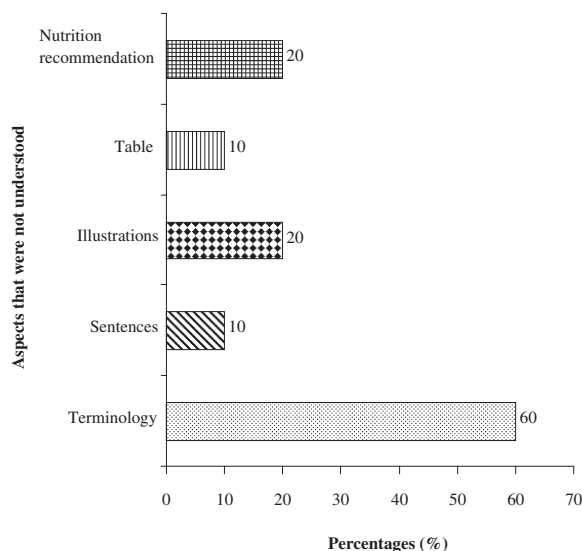 Nutrition
recommendation
20
Table
10
Illustrations
20
Sentences
10
Terminology
60
Aspects that were not understood
0 10 20 30 40 50 60 70
Percentages (%)